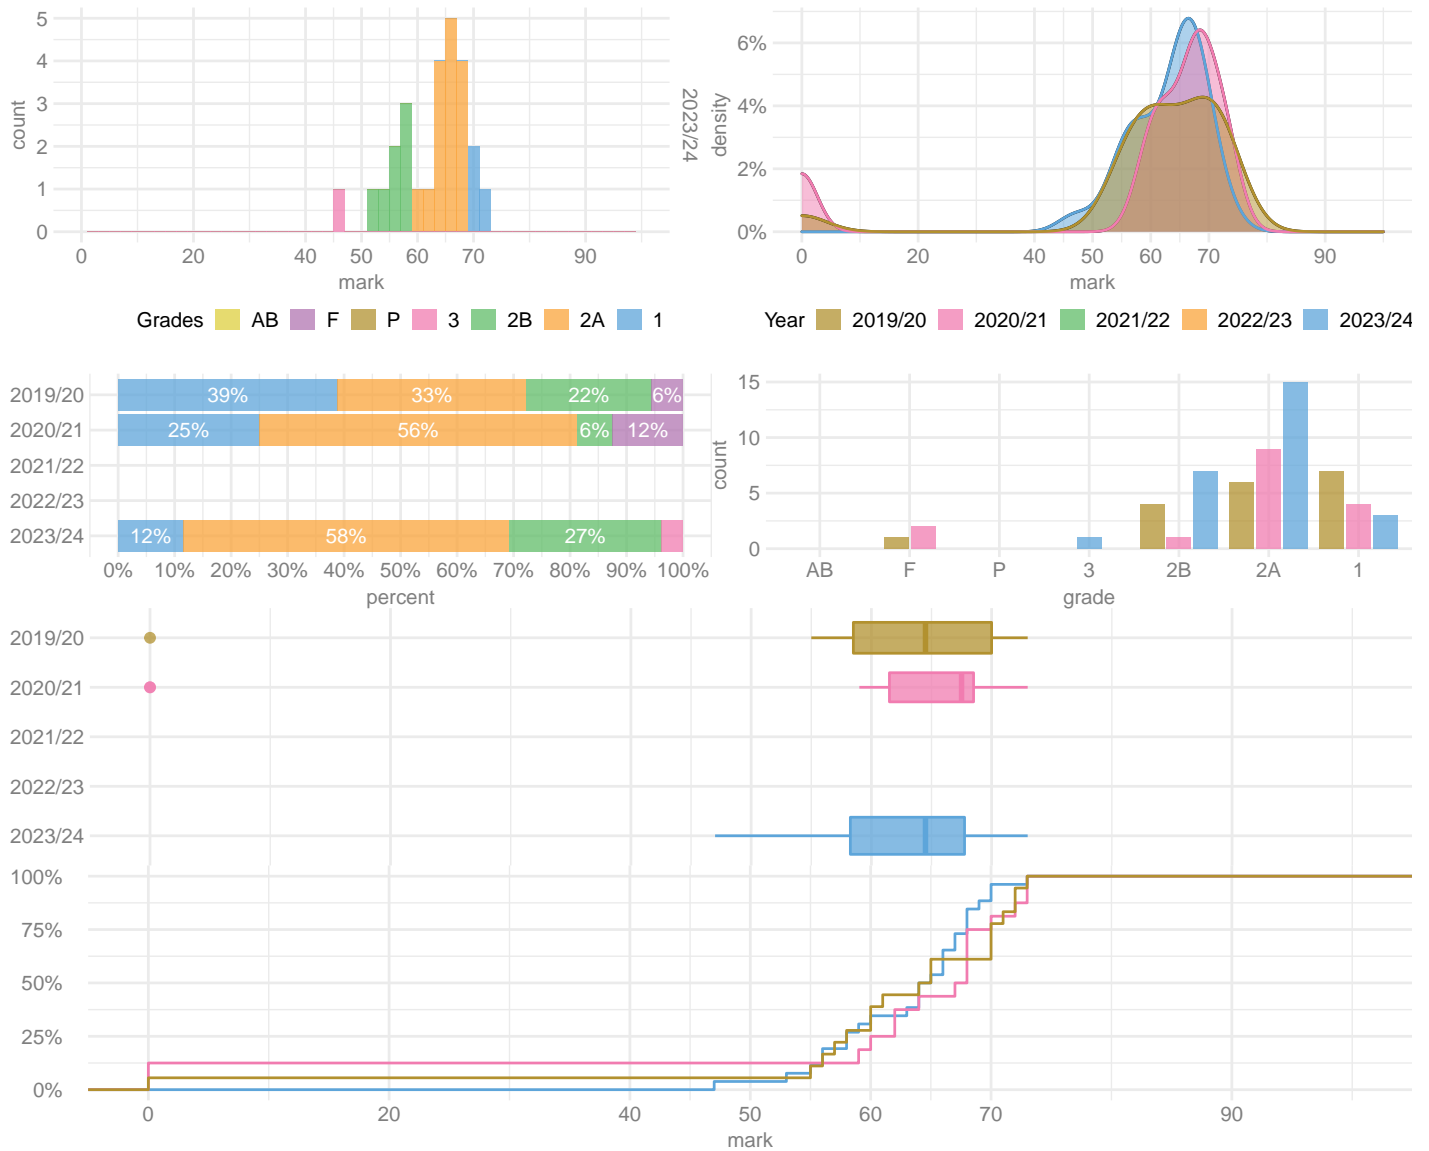 5
4
3
2
1
0
count
0 20 40 50 60 70 90
mark
2023/24
6%
4%
2%
0%
density
0 20 40 50 60 70 90
mark
Grades AB F P 3 2B 2A 1
Year 2019/20 2020/21 2021/22 2022/23 2023/24
2019/20 39% 33% 22% 6%
2020/21 25% 56% 6% 12%
2021/22
2022/23
2023/24 12% 58% 27%
0% 10% 20% 30% 40% 50% 60% 70% 80% 90% 100%
percent
15
10
5
0
count
AB F P 3 2B 2A 1
grade
2019/20
2020/21
2021/22
2022/23
2023/24
100%
75%
50%
25%
0%
0 20 40 50 60 70 90
mark